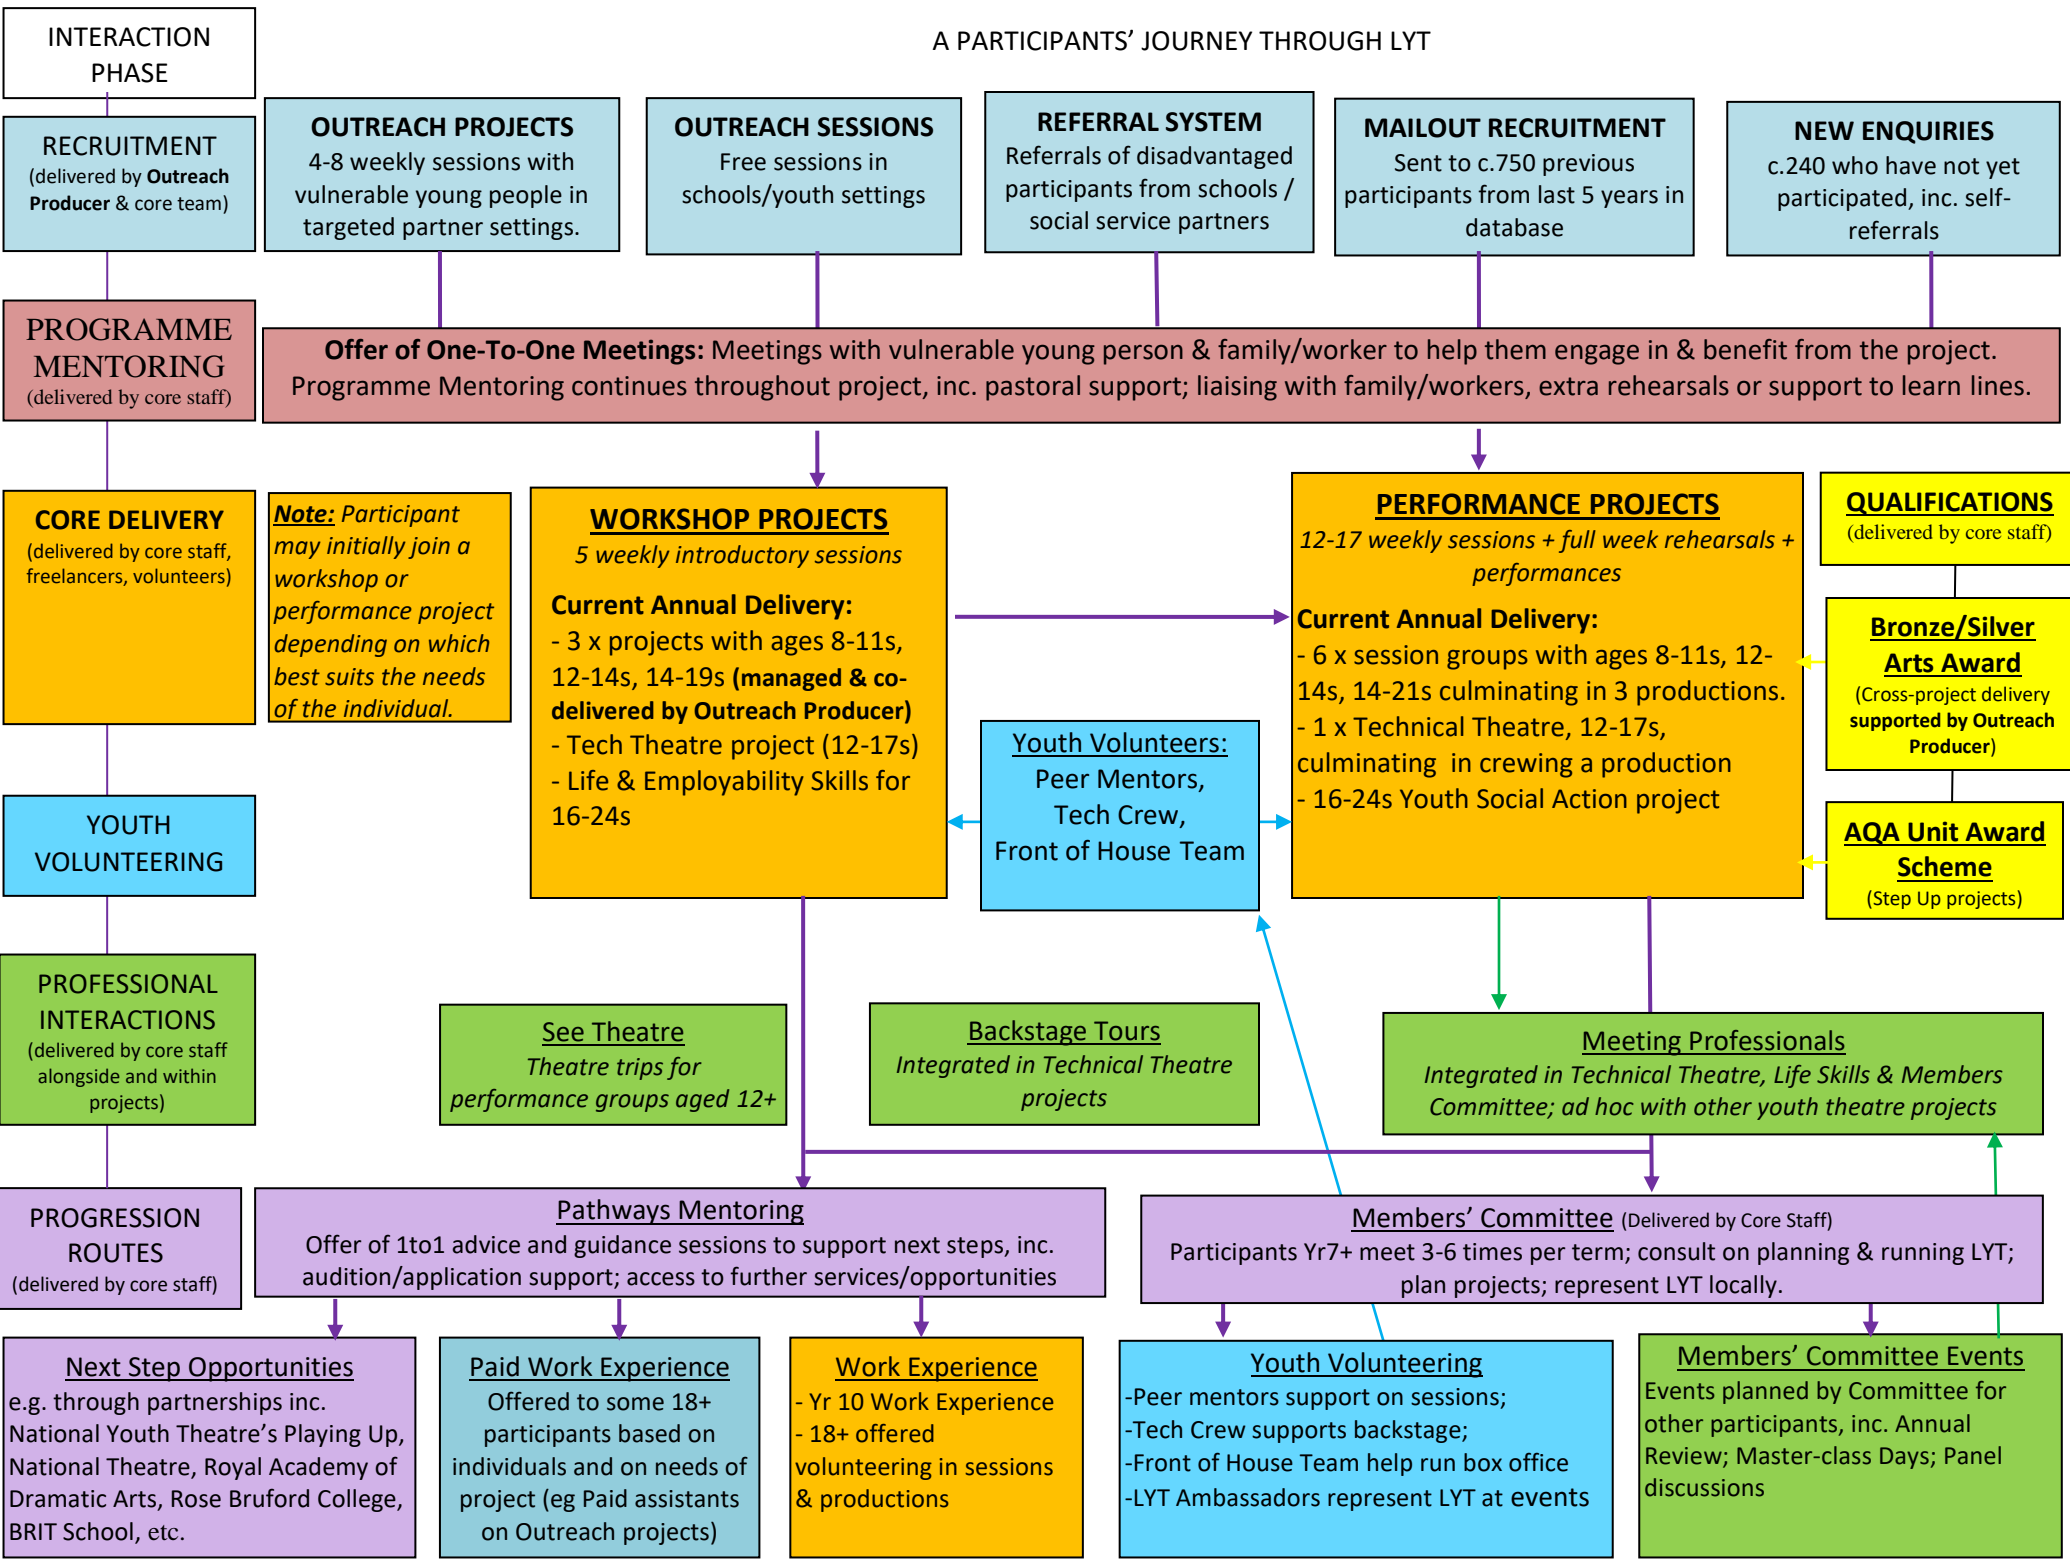 INTERACTION
PHASE
A PARTICIPANTS’ JOURNEY THROUGH LYT
RECRUITMENT
(delivered by Outreach
Producer & core team)
OUTREACH PROJECTS
4-8 weekly sessions with
vulnerable young people in
targeted partner settings.
OUTREACH SESSIONS
Free sessions in
schools/youth settings
REFERRAL SYSTEM
Referrals of disadvantaged
participants from schools /
social service partners
MAILOUT RECRUITMENT
Sent to c.750 previous
participants from last 5 years in
database
NEW ENQUIRIES
c.240 who have not yet
participated, inc. self-
referrals
PROGRAMME
MENTORING
(delivered by core staff)
Offer of One-To-One Meetings: Meetings with vulnerable young person & family/worker to help them engage in & benefit from the project.
Programme Mentoring continues throughout project, inc. pastoral support; liaising with family/workers, extra rehearsals or support to learn lines.
CORE DELIVERY
(delivered by core staff,
freelancers, volunteers)
Note: Participant
may initially join a
workshop or
performance project
depending on which
best suits the needs
of the individual.
WORKSHOP PROJECTS
5 weekly introductory sessions
Current Annual Delivery:
- 3 x projects with ages 8-11s,
12-14s, 14-19s (managed & co-
delivered by Outreach Producer)
- Tech Theatre project (12-17s)
- Life & Employability Skills for
16-24s
Youth Volunteers:
Peer Mentors,
Tech Crew,
Front of House Team
PERFORMANCE PROJECTS
12-17 weekly sessions + full week rehearsals +
performances
Current Annual Delivery:
- 6 x session groups with ages 8-11s, 12-
14s, 14-21s culminating in 3 productions.
- 1 x Technical Theatre, 12-17s,
culminating in crewing a production
- 16-24s Youth Social Action project
QUALIFICATIONS
(delivered by core staff)
Bronze/Silver
Arts Award
(Cross-project delivery
supported by Outreach
Producer)
AQA Unit Award
Scheme
(Step Up projects)
YOUTH
VOLUNTEERING
PROFESSIONAL
INTERACTIONS
(delivered by core staff
alongside and within
projects)
See Theatre
Theatre trips for
performance groups aged 12+
Backstage Tours
Integrated in Technical Theatre
projects
Meeting Professionals
Integrated in Technical Theatre, Life Skills & Members
Committee; ad hoc with other youth theatre projects
PROGRESSION
ROUTES
(delivered by core staff)
Pathways Mentoring
Offer of 1to1 advice and guidance sessions to support next steps, inc.
audition/application support; access to further services/opportunities
Members’ Committee (Delivered by Core Staff)
Participants Yr7+ meet 3-6 times per term; consult on planning & running LYT;
plan projects; represent LYT locally.
Next Step Opportunities
e.g. through partnerships inc.
National Youth Theatre’s Playing Up,
National Theatre, Royal Academy of
Dramatic Arts, Rose Bruford College,
BRIT School, etc.
Paid Work Experience
Offered to some 18+
participants based on
individuals and on needs of
project (eg Paid assistants
on Outreach projects)
Work Experience
- Yr 10 Work Experience
- 18+ offered
volunteering in sessions
& productions
Youth Volunteering
-Peer mentors support on sessions;
-Tech Crew supports backstage;
-Front of House Team help run box office
-LYT Ambassadors represent LYT at events
Members’ Committee Events
Events planned by Committee for
other participants, inc. Annual
Review; Master-class Days; Panel
discussions